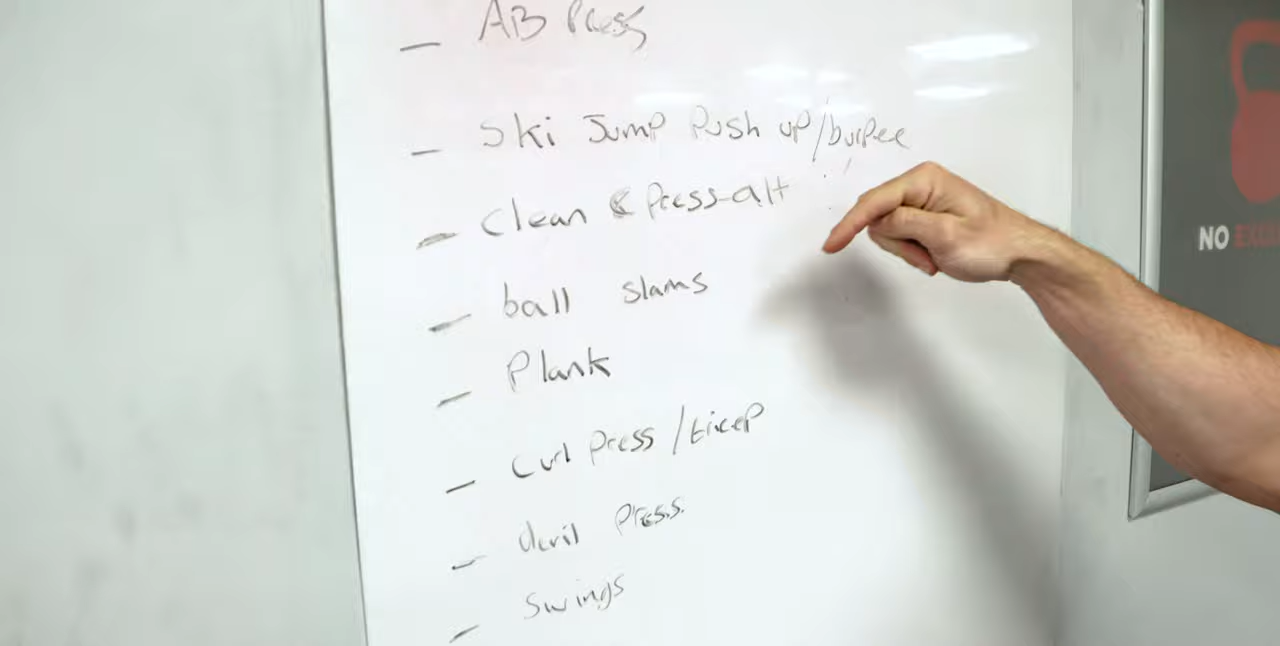 - AB Press
- Ski Jump Push up/burpee
- Clean & Press-alt
- ball slams
- Plank
- Curl Press /tricep
- devil Press.
- Swings
NO